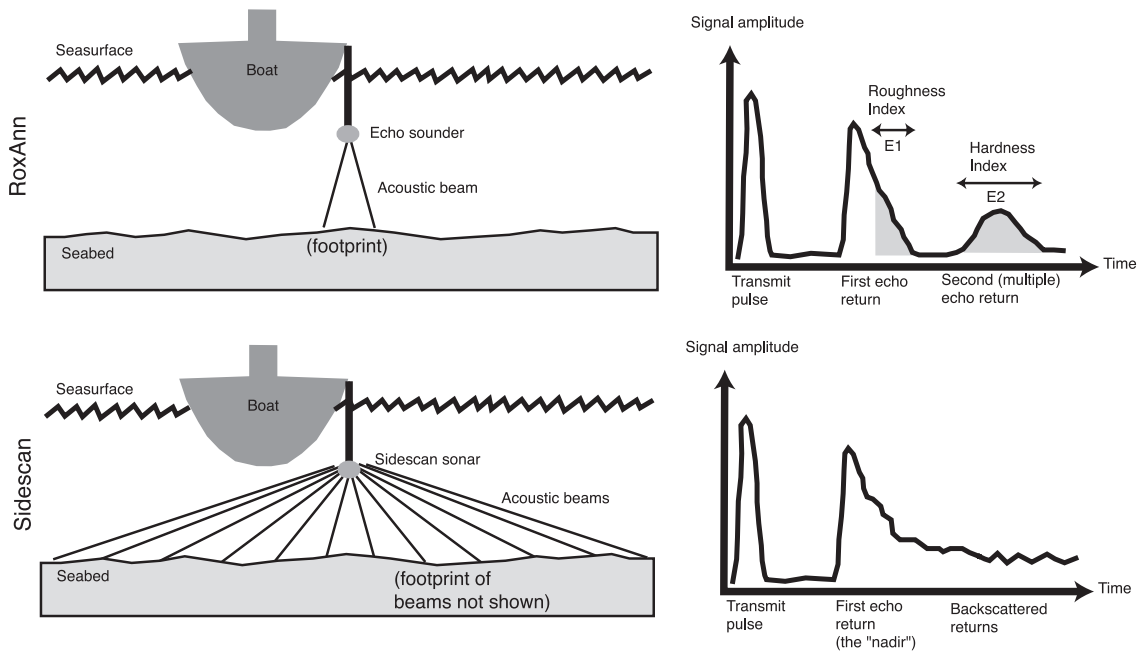 RoxAnn
Seasurface
Boat
Echo sounder
Acoustic beam
(footprint)
Seabed
Signal amplitude
Roughness
Index
E1
Hardness
Index
E2
Time
Transmit
pulse
First echo
return
Second (multiple)
echo return
Sidescan
Seasurface
Boat
Sidescan sonar
Acoustic beams
Seabed
(footprint of
beams not shown)
Signal amplitude
Time
Transmit
pulse
First echo
return
(the "nadir")
Backscattered
returns